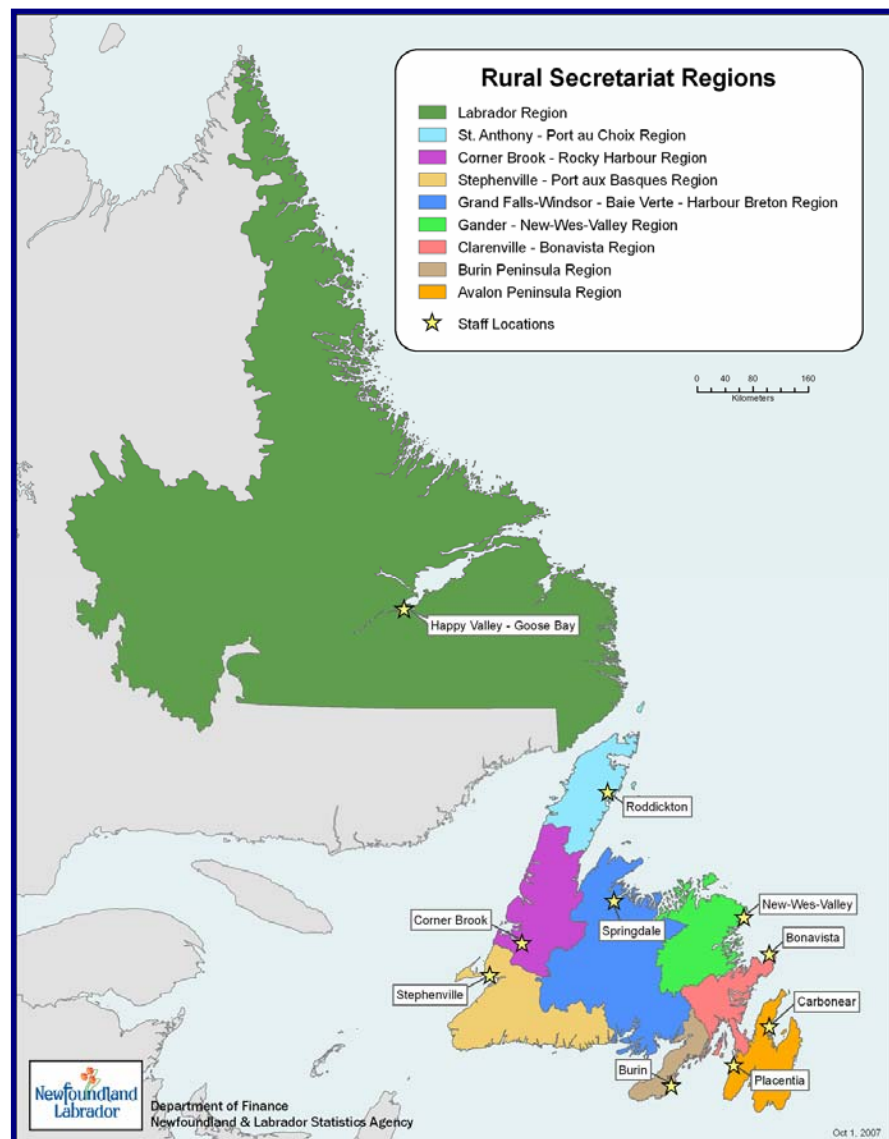 Rural Secretariat Regions
Labrador Region
St. Anthony - Port au Choix Region
Corner Brook - Rocky Harbour Region
Stephenville - Port aux Basques Region
Grand Falls-Windsor - Baie Verte - Harbour Breton Region
Gander - New-Wes-Valley Region
Clarenville - Bonavista Region
Burin Peninsula Region
Avalon Peninsula Region
Staff Locations
0 40 80 160
Kilometers
Happy Valley - Goose Bay
Roddickton
New-Wes-Valley
Corner Brook
Springdale
Bonavista
Stephenville
Carbonear
Burin
Placentia
Newfoundland
Labrador
Department of Finance
Newfoundland & Labrador Statistics Agency
Oct 1, 2007